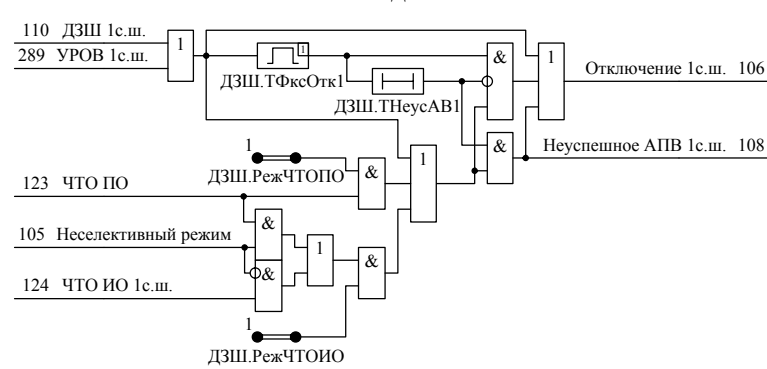 110 ДЗШ 1с.ш.
289 УРОВ 1с.ш.
1
1
ДЗШ.ТФксОтк1
ДЗШ.ТНеусАВ1
&
1
Отключение 1с.ш. 106
&
Неуспешное АПВ 1с.ш. 108
1
ДЗШ.РежЧТОПО
&
1
123 ЧТО ПО
105 Неселективный режим
&
1
&
&
124 ЧТО ИО 1с.ш.
1
ДЗШ.РежЧТОИО